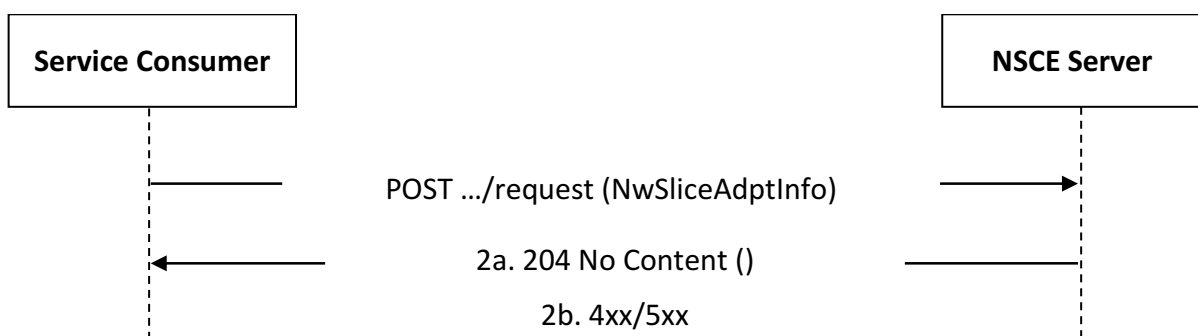 Service Consumer
NSCE Server
POST …/request (NwSliceAdptInfo)
2a. 204 No Content ()
2b. 4xx/5xx